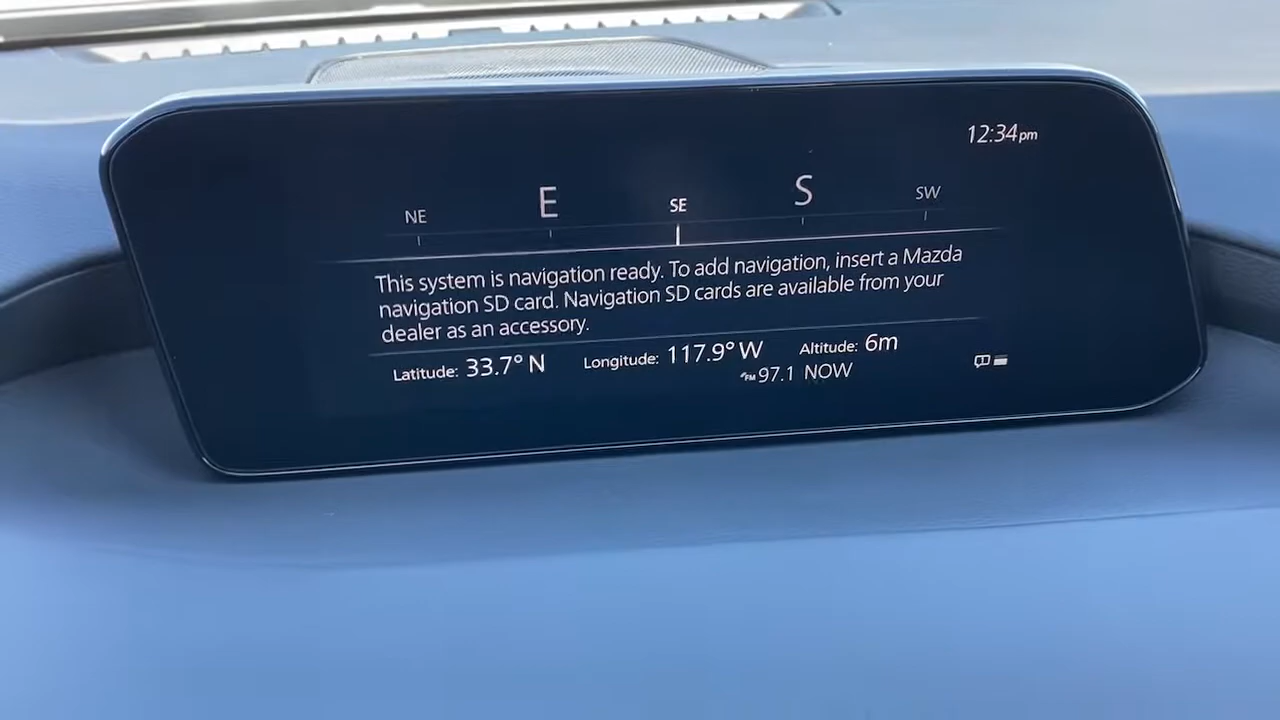 12:34pm
NE E SE S SW
This system is navigation ready. To add navigation, insert a Mazda
navigation SD card. Navigation SD cards are available from your
dealer as an accessory.
Latitude: 33.7° N Longitude: 117.9° W Altitude: 6m
FM 97.1 NOW